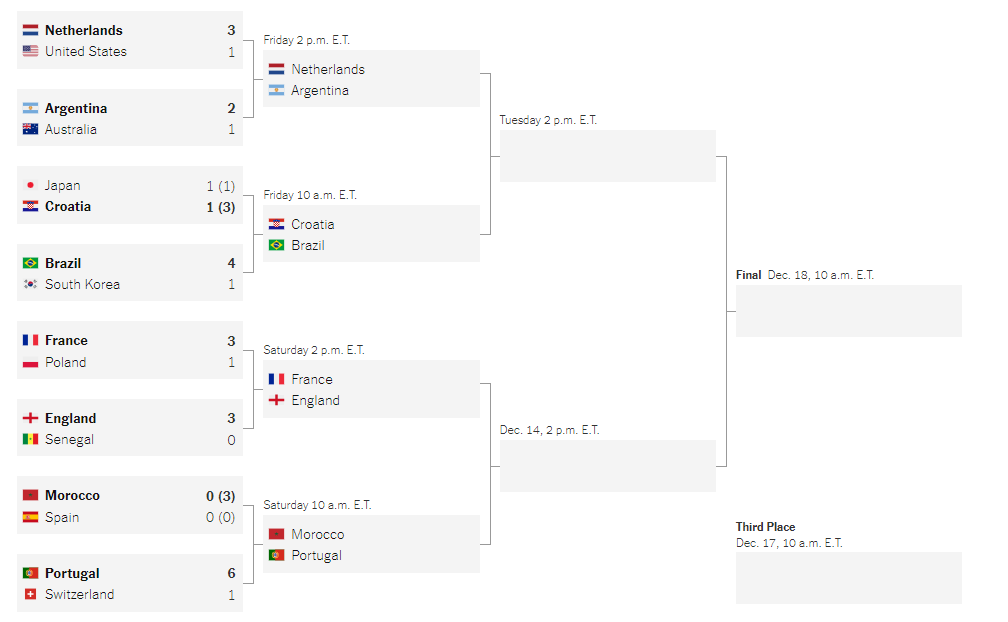 Netherlands 3
United States 1
Argentina 2
Australia 1
Japan 1 (1)
Croatia 1 (3)
Brazil 4
South Korea 1
France 3
Poland 1
England 3
Senegal 0
Morocco 0 (3)
Spain 0 (0)
Portugal 6
Switzerland 1
Friday 2 p.m. E.T.
Netherlands
Argentina
Friday 10 a.m. E.T.
Croatia
Brazil
Saturday 2 p.m. E.T.
France
England
Saturday 10 a.m. E.T.
Morocco
Portugal
Tuesday 2 p.m. E.T.
Dec. 14, 2 p.m. E.T.
Final Dec. 18, 10 a.m. E.T.
Third Place
Dec. 17, 10 a.m. E.T.